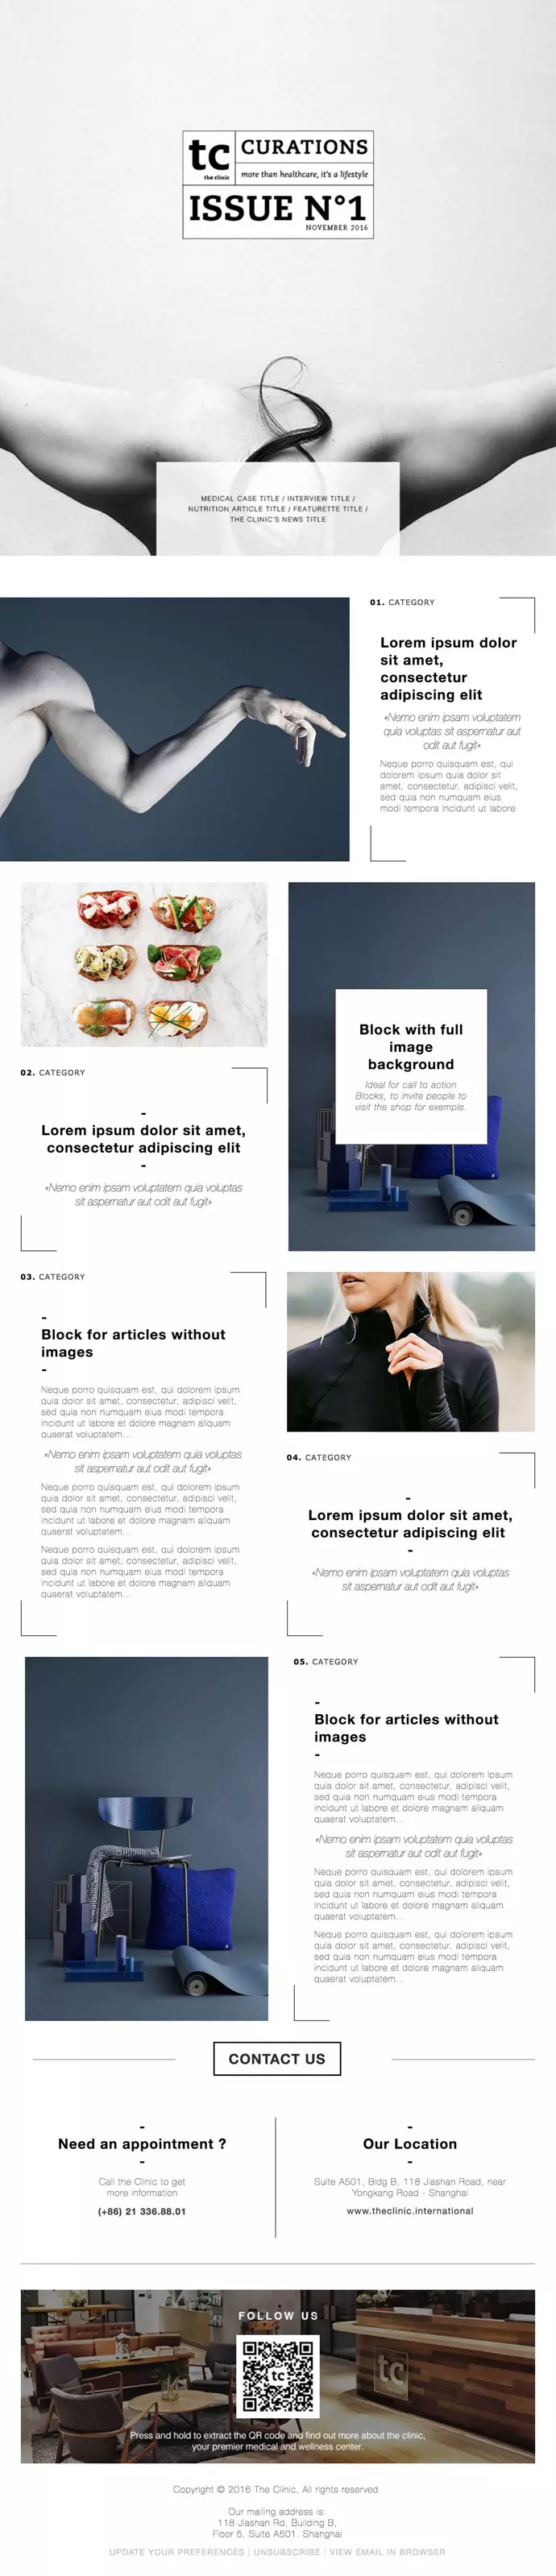 tc
the clinic
CURATIONS
more than healthcare, it's a lifestyle
ISSUE N°1
NOVEMBER 2016
MEDICAL CASE TITLE / INTERVIEW TITLE /
NUTRITION ARTICLE TITLE / FEATURETTE TITLE /
THE CLINIC'S NEWS TITLE
01. CATEGORY
Lorem ipsum dolor
sit amet,
consectetur
adipiscing elit
«Nemo enim ipsam voluptatem
quia voluptas sit aspernatur aut
odit aut fugit»
Neque porro quisquam est, qui
dolorem ipsum quia dolor sit
amet, consectetur, adipisci velit,
sed quia non numquam eius
modi tempora incidunt ut labore
02. CATEGORY
-
Lorem ipsum dolor sit amet,
consectetur adipiscing elit
-
«Nemo enim ipsam voluptatem quia voluptas
sit aspernatur aut odit aut fugit»
Block with full
image
background
Ideal for call to action
Blocks, to invite people to
visit the shop for exemple.
03. CATEGORY
-
Block for articles without
images
-
Neque porro quisquam est, qui dolorem ipsum
quia dolor sit amet, consectetur, adipisci velit,
sed quia non numquam eius modi tempora
incidunt ut labore et dolore magnam aliquam
quaerat voluptatem...
«Nemo enim ipsam voluptatem quia voluptas
sit aspernatur aut odit aut fugit»
Neque porro quisquam est, qui dolorem ipsum
quia dolor sit amet, consectetur, adipisci velit,
sed quia non numquam eius modi tempora
incidunt ut labore et dolore magnam aliquam
quaerat voluptatem...
Neque porro quisquam est, qui dolorem ipsum
quia dolor sit amet, consectetur, adipisci velit,
sed quia non numquam eius modi tempora
incidunt ut labore et dolore magnam aliquam
quaerat voluptatem...
04. CATEGORY
-
Lorem ipsum dolor sit amet,
consectetur adipiscing elit
-
«Nemo enim ipsam voluptatem quia voluptas
sit aspernatur aut odit aut fugit»
05. CATEGORY
-
Block for articles without
images
-
Neque porro quisquam est, qui dolorem ipsum
quia dolor sit amet, consectetur, adipisci velit,
sed quia non numquam eius modi tempora
incidunt ut labore et dolore magnam aliquam
quaerat voluptatem...
«Nemo enim ipsam voluptatem quia voluptas
sit aspernatur aut odit aut fugit»
Neque porro quisquam est, qui dolorem ipsum
quia dolor sit amet, consectetur, adipisci velit,
sed quia non numquam eius modi tempora
incidunt ut labore et dolore magnam aliquam
quaerat voluptatem...
Neque porro quisquam est, qui dolorem ipsum
quia dolor sit amet, consectetur, adipisci velit,
sed quia non numquam eius modi tempora
incidunt ut labore et dolore magnam aliquam
quaerat voluptatem...
CONTACT US
-
Need an appointment ?
-
Call the Clinic to get
more information
(+86) 21 336.88.01
-
Our Location
-
Suite A501, Bldg B, 118 Jiashan Road, near
Yongkang Road - Shanghai
www.theclinic.international
FOLLOW US
tc
tc
Press and hold to extract the QR code and find out more about the clinic,
your premier medical and wellness center.
Copyright © 2016 The Clinic, All rights reserved.
Our mailing address is:
118 Jiashan Rd, Building B,
Floor 5, Suite A501. Shanghai
UPDATE YOUR PREFERENCES | UNSUBSCRIBE | VIEW EMAIL IN BROWSER